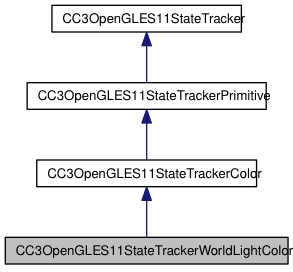 CC3OpenGLES11StateTracker
CC3OpenGLES11StateTrackerPrimitive
CC3OpenGLES11StateTrackerColor
CC3OpenGLES11StateTrackerWorldLightColor